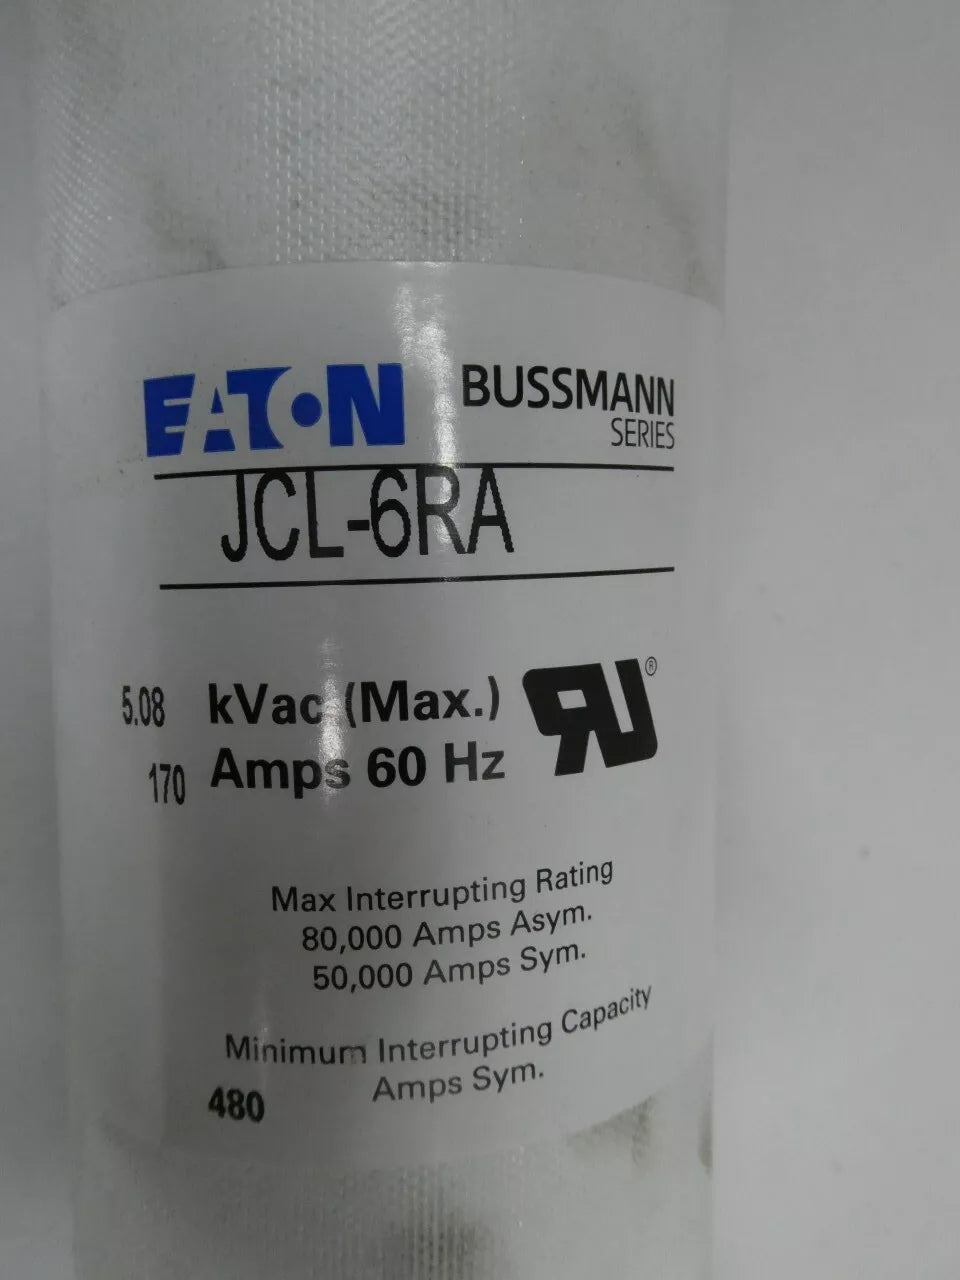 EATON BUSSMANN
SERIES
JCL-6RA
5.08 kVac (Max.)
170 Amps 60 Hz
RU®
Max Interrupting Rating
80,000 Amps Asym.
50,000 Amps Sym.
Minimum Interrupting Capacity
480 Amps Sym.